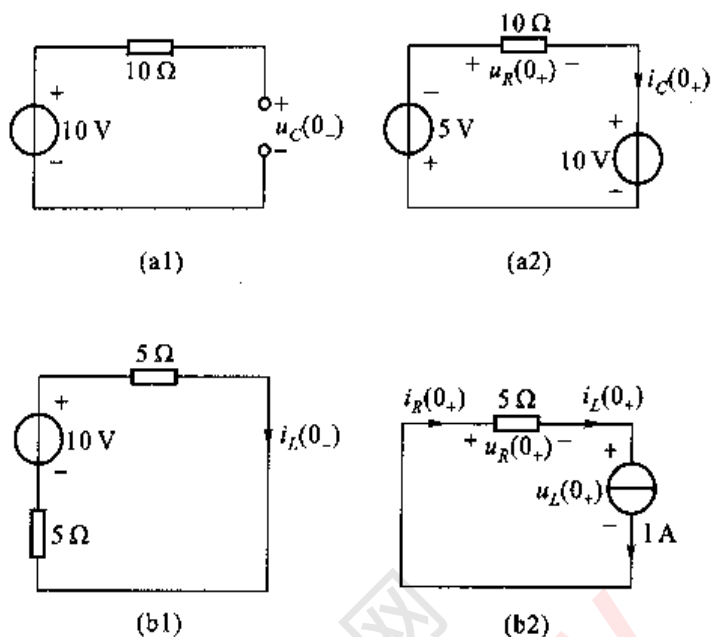 10 Ω
10 V
+
−
+
u_C(0_−)
−
(a1)
10 Ω
+ u_R(0_+) −
i_C(0_+)
−
5 V
+
+
10 V
−
(a2)
5 Ω
+
10 V
−
i_L(0_−)
5 Ω
(b1)
i_R(0_+) 5 Ω i_L(0_+)
+ u_R(0_+) −
+
u_L(0_+)
−
1 A
(b2)
网